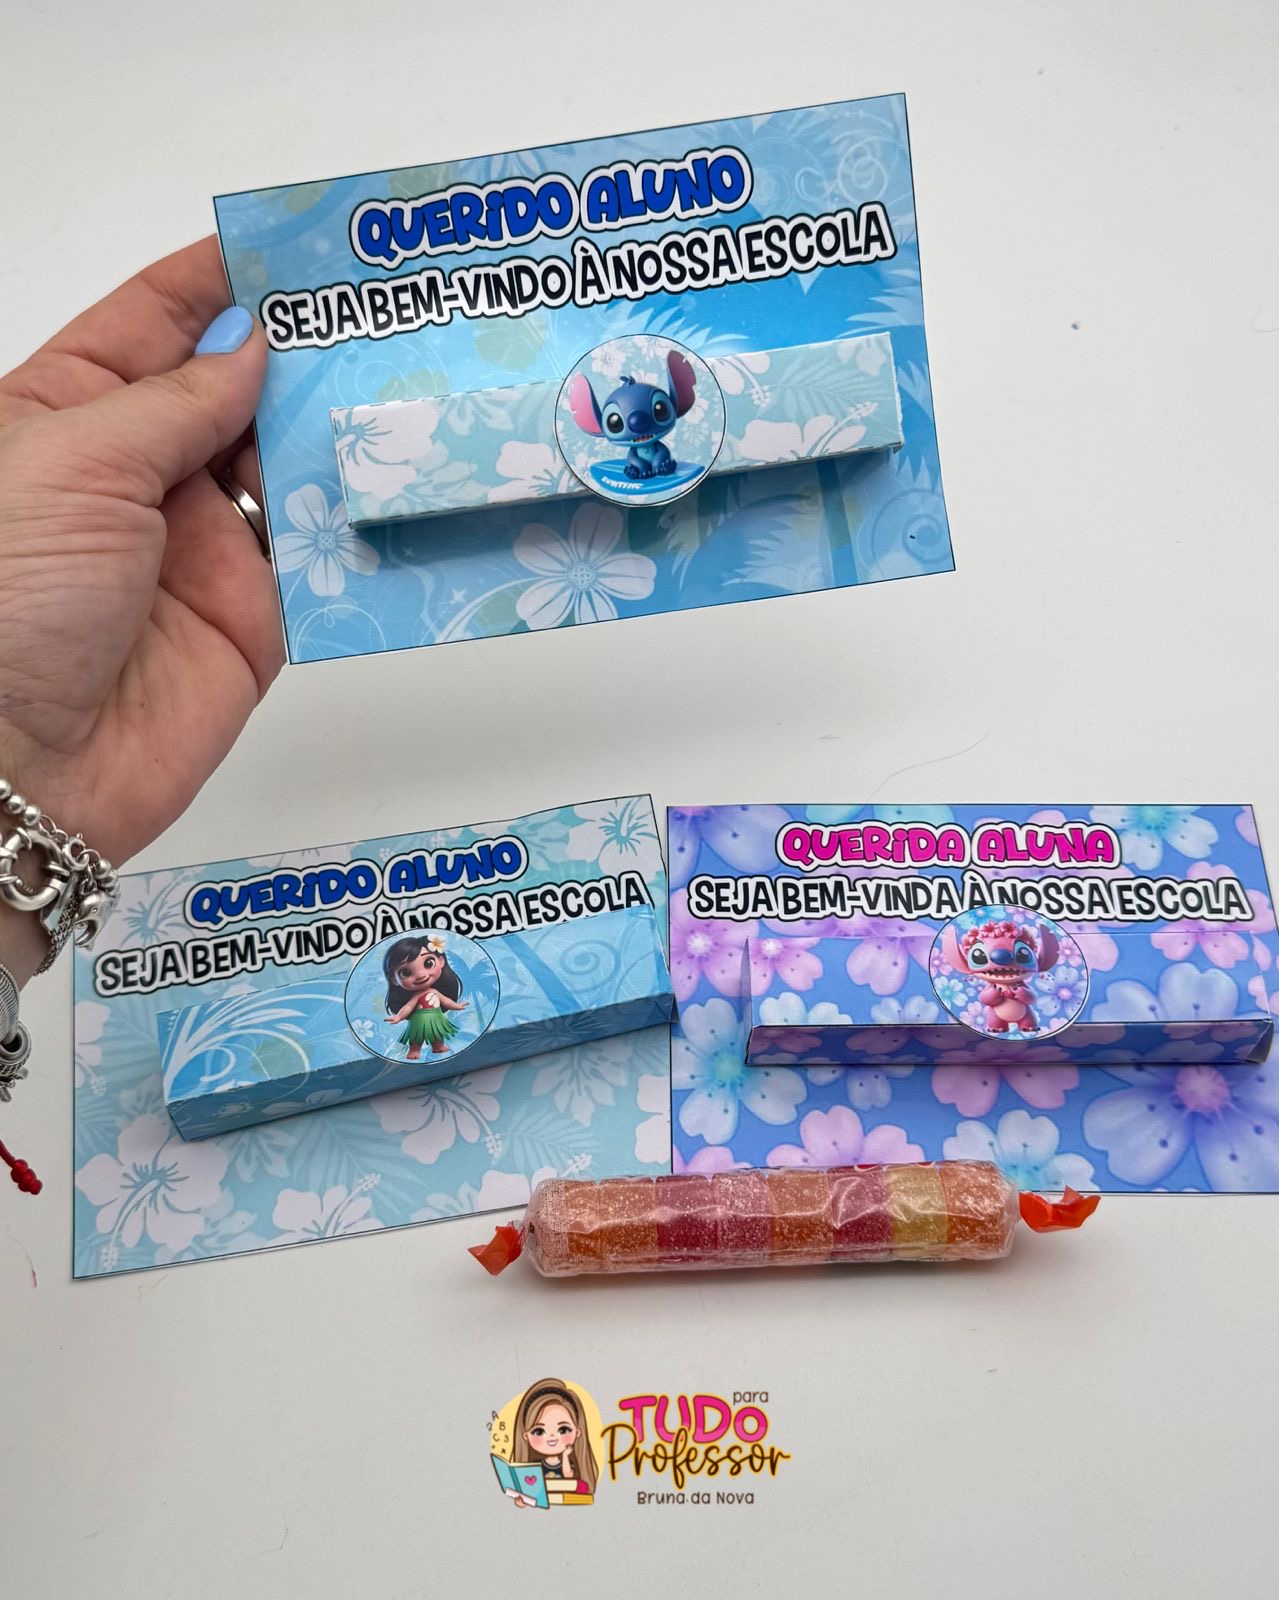 QUERIDO ALUNO
SEJA BEM-VINDO À NOSSA ESCOLA
SURFING
QUERIDO ALUNO
SEJA BEM-VINDO À NOSSA ESCOLA
QUERIDA ALUNA
SEJA BEM-VINDA À NOSSA ESCOLA
TUDO para
Professor
Bruna da Nova